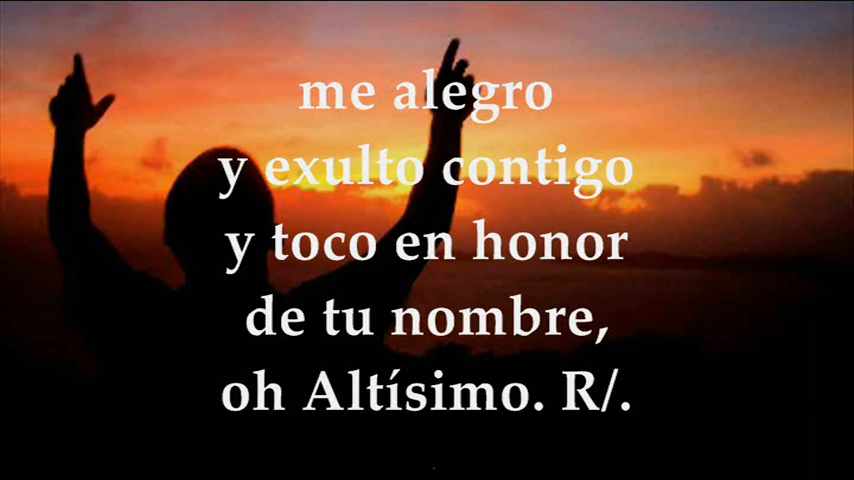 me alegro
y exulto contigo
y toco en honor
de tu nombre,
oh Altísimo. R/.